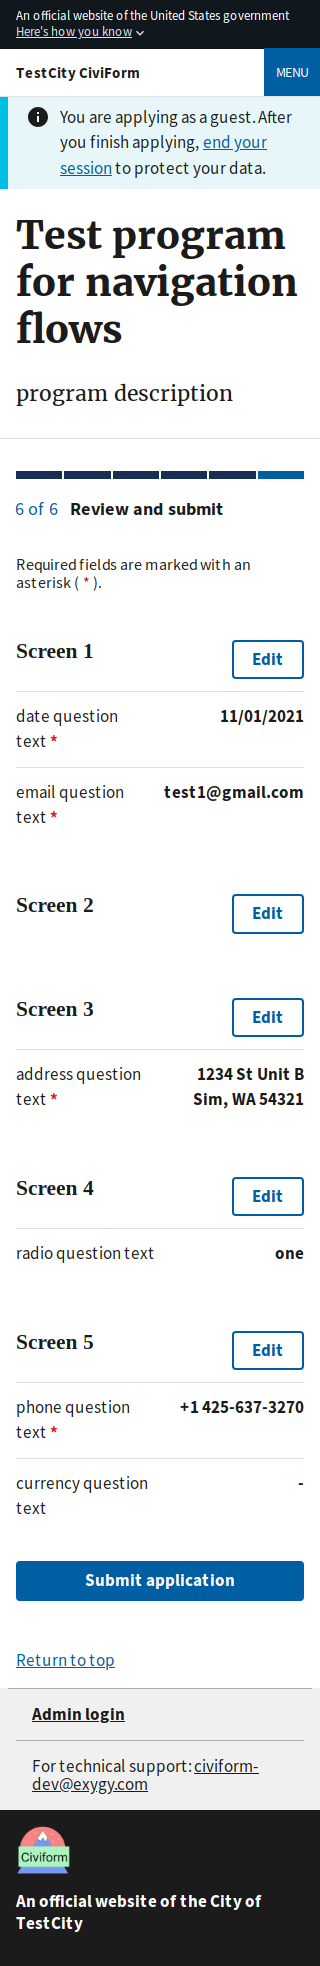 An official website of the United States government
Here's how you know
TestCity CiviForm
MENU
You are applying as a guest. After
you finish applying, end your
session to protect your data.
Test program
for navigation
flows
program description
6 of 6 Review and submit
Required fields are marked with an
asterisk ( * ).
Screen 1
Edit
date question
text *
11/01/2021
email question
text *
test1@gmail.com
Screen 2
Edit
Screen 3
Edit
address question
text *
1234 St Unit B
Sim, WA 54321
Screen 4
Edit
radio question text
one
Screen 5
Edit
phone question
text *
+1 425-637-3270
currency question
text
-
Submit application
Return to top
Admin login
For technical support: civiform-
dev@exygy.com
Civiform
An official website of the City of
TestCity